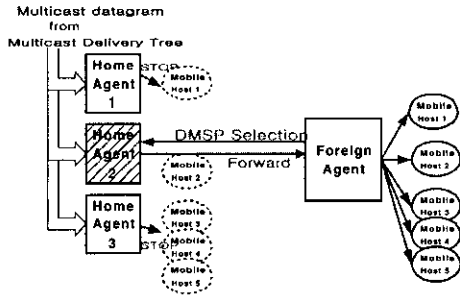 Multicast datagram
from
Multicast Delivery Tree
Home
Agent
1
STOP
Mobile
Host 1
Home
Agent
2
DMSP Selection
Forward
Mobile
Host 2
Home
Agent
3
STOP
Mobile
Host 3
Mobile
Host 4
Mobile
Host 5
Foreign
Agent
Mobile
Host 1
Mobile
Host 2
Mobile
Host 3
Mobile
Host 4
Mobile
Host 5